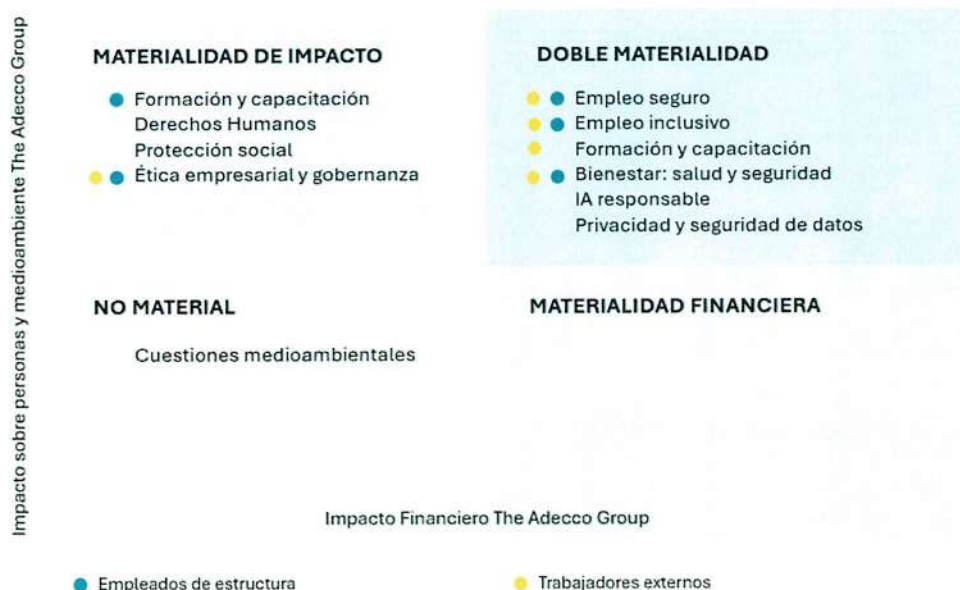 Impacto sobre personas y medioambiente The Adecco Group
MATERIALIDAD DE IMPACTO
Formación y capacitación
Derechos Humanos
Protección social
Ética empresarial y gobernanza
DOBLE MATERIALIDAD
Empleo seguro
Empleo inclusivo
Formación y capacitación
Bienestar: salud y seguridad
IA responsable
Privacidad y seguridad de datos
NO MATERIAL
Cuestiones medioambientales
MATERIALIDAD FINANCIERA
Impacto Financiero The Adecco Group
Empleados de estructura
Trabajadores externos